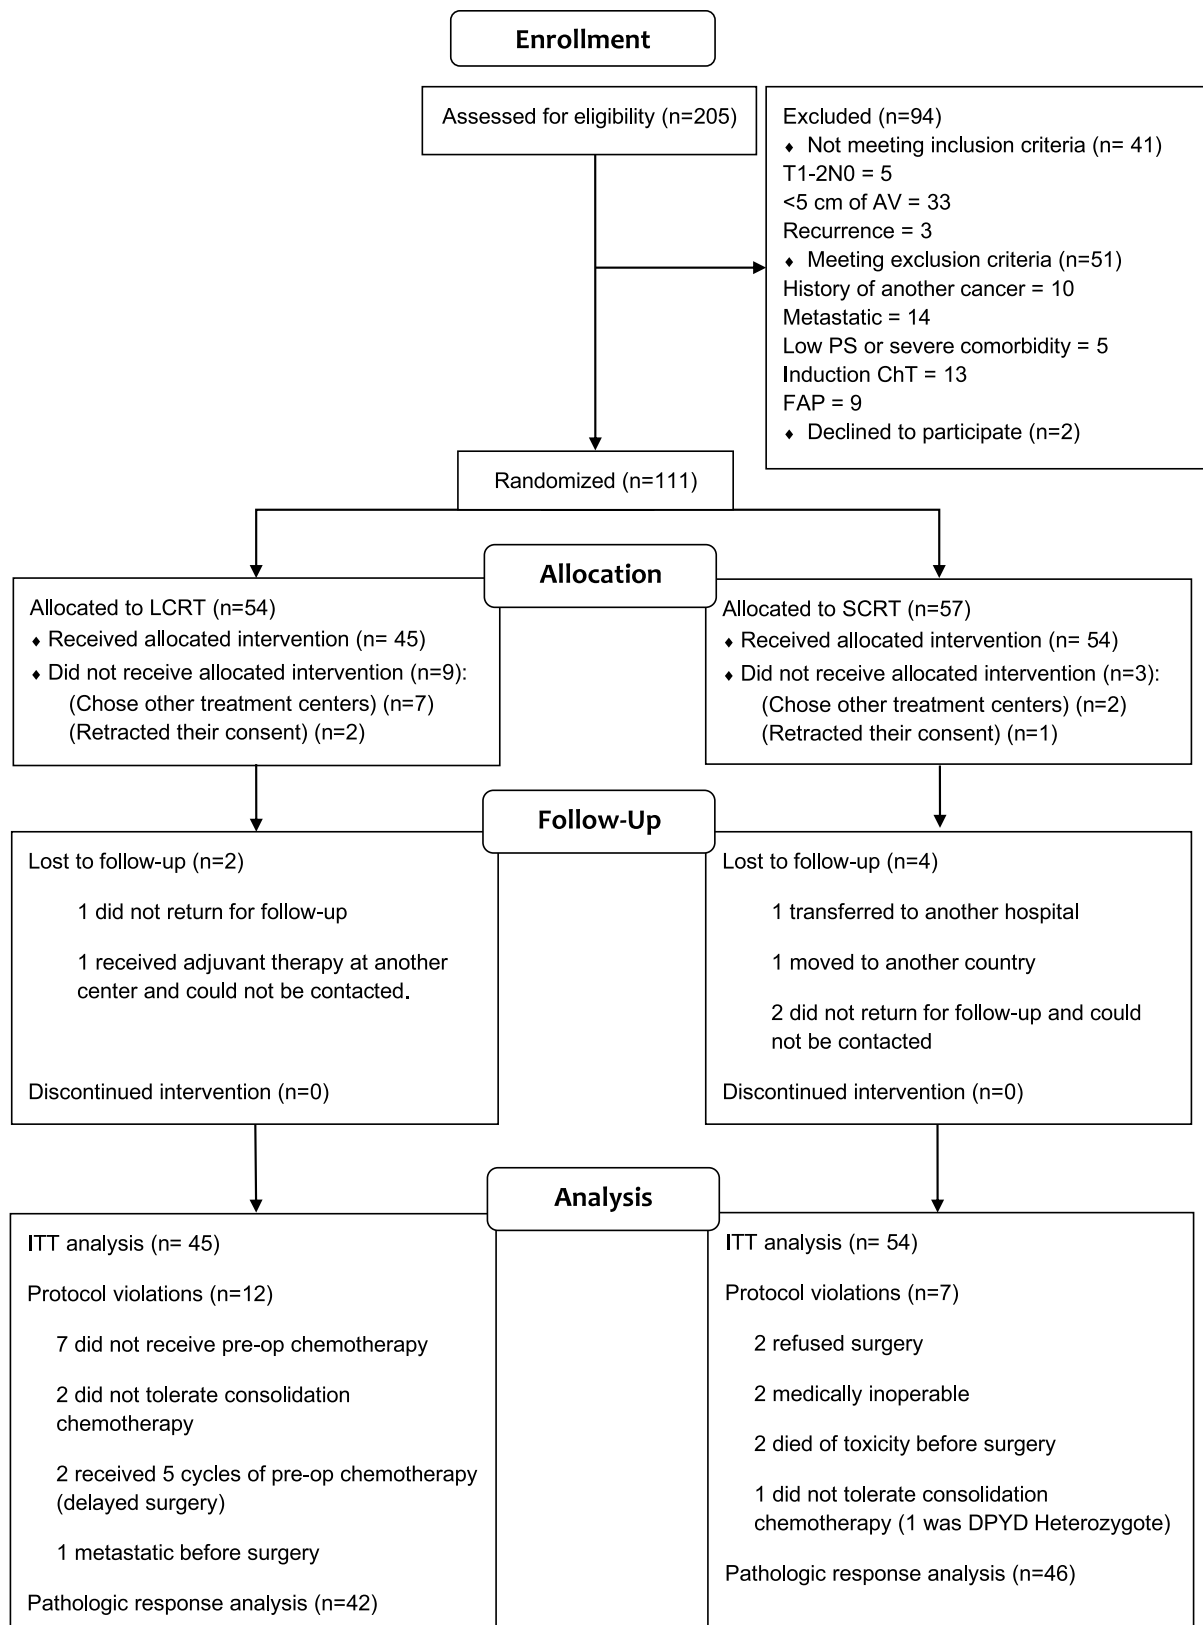 Enrollment
Assessed for eligibility (n=205)
Excluded (n=94)
♦ Not meeting inclusion criteria (n= 41)
T1-2N0 = 5
<5 cm of AV = 33
Recurrence = 3
♦ Meeting exclusion criteria (n=51)
History of another cancer = 10
Metastatic = 14
Low PS or severe comorbidity = 5
Induction ChT = 13
FAP = 9
♦ Declined to participate (n=2)
Randomized (n=111)
Allocation
Allocated to LCRT (n=54)
♦ Received allocated intervention (n= 45)
♦ Did not receive allocated intervention (n=9):
(Chose other treatment centers) (n=7)
(Retracted their consent) (n=2)
Allocated to SCRT (n=57)
♦ Received allocated intervention (n= 54)
♦ Did not receive allocated intervention (n=3):
(Chose other treatment centers) (n=2)
(Retracted their consent) (n=1)
Follow-Up
Lost to follow-up (n=2)
1 did not return for follow-up
1 received adjuvant therapy at another
center and could not be contacted.
Discontinued intervention (n=0)
Lost to follow-up (n=4)
1 transferred to another hospital
1 moved to another country
2 did not return for follow-up and could
not be contacted
Discontinued intervention (n=0)
Analysis
ITT analysis (n= 45)
Protocol violations (n=12)
7 did not receive pre-op chemotherapy
2 did not tolerate consolidation
chemotherapy
2 received 5 cycles of pre-op chemotherapy
(delayed surgery)
1 metastatic before surgery
Pathologic response analysis (n=42)
ITT analysis (n= 54)
Protocol violations (n=7)
2 refused surgery
2 medically inoperable
2 died of toxicity before surgery
1 did not tolerate consolidation
chemotherapy (1 was DPYD Heterozygote)
Pathologic response analysis (n=46)